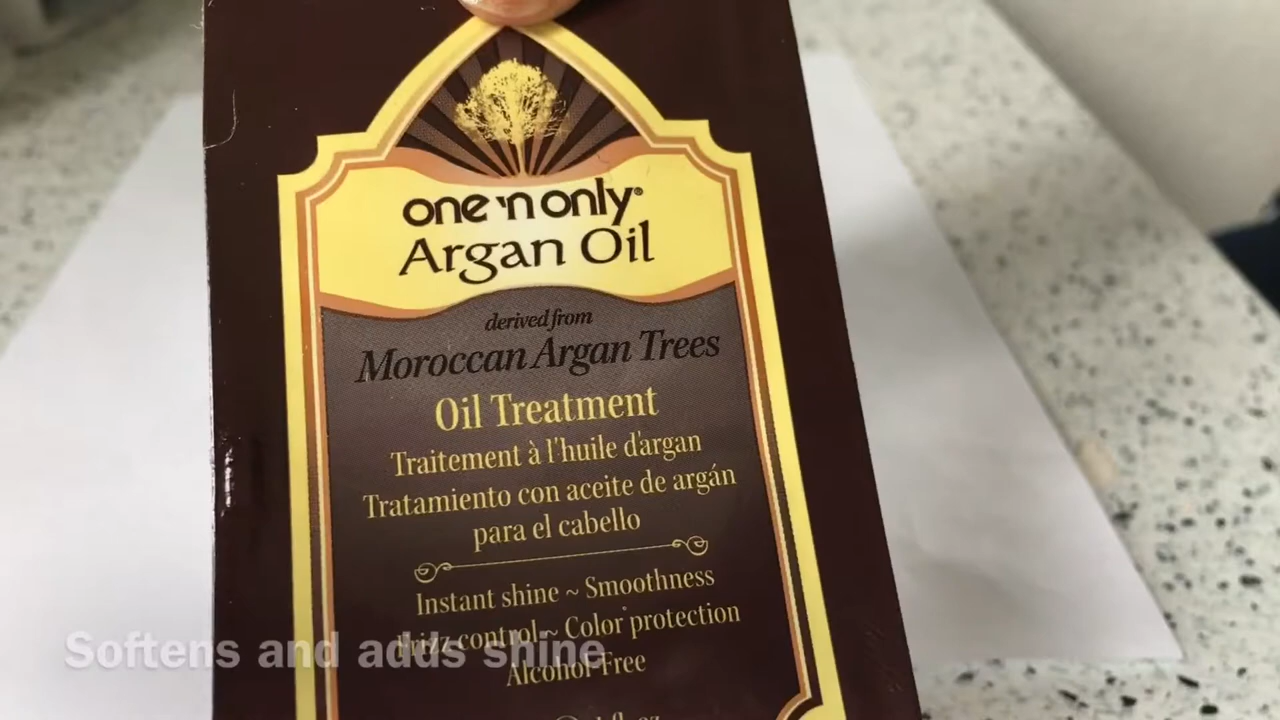 one 'n only®
Argan Oil
derived from
Moroccan Argan Trees
Oil Treatment
Traitement à l'huile d'argan
Tratamiento con aceite de argán
para el cabello
Instant shine ~ Smoothness
Frizz control ~ Color protection
Alcohol Free
Softens and adds shine